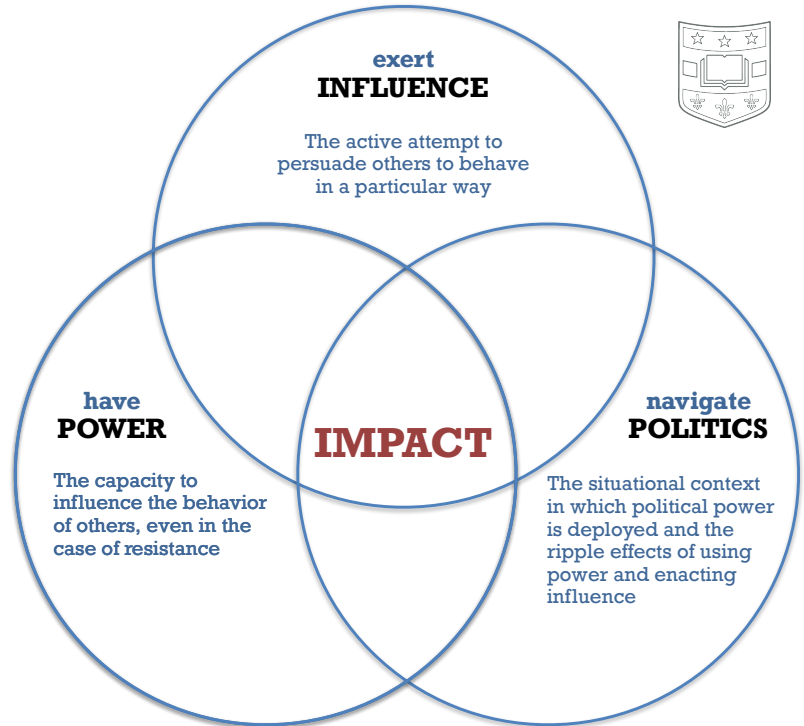 exert
INFLUENCE
The active attempt to
persuade others to behave
in a particular way
have
POWER
The capacity to
influence the behavior
of others, even in the
case of resistance
IMPACT
navigate
POLITICS
The situational context
in which political power
is deployed and the
ripple effects of using
power and enacting
influence